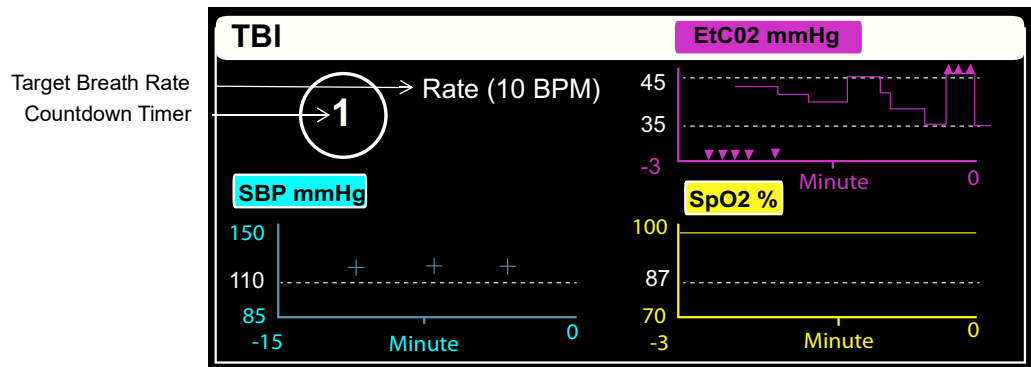 TBI
EtC02 mmHg
Target Breath Rate
Countdown Timer
Rate (10 BPM)
1
45
35
-3
Minute
0
SBP mmHg
150
110
85
-15
Minute
0
SpO2 %
100
87
70
-3
Minute
0